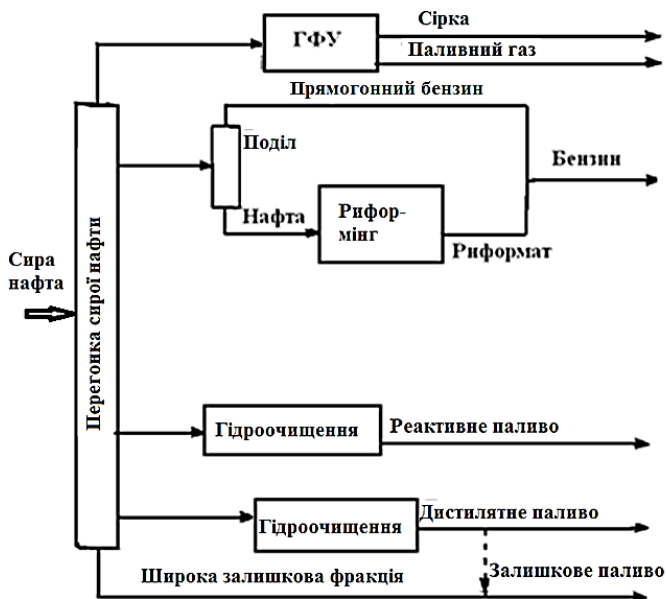 ГФУ
Сірка
Паливний газ
Прямогонний бензин
Поділ
Бензин
Нафта
Рифор-
мінг
Риформат
Сира
нафта
Перегонка сирої нафти
Гідроочищення
Реактивне паливо
Гідроочищення
Дистилятне паливо
Широка залишкова фракція
Залишкове паливо